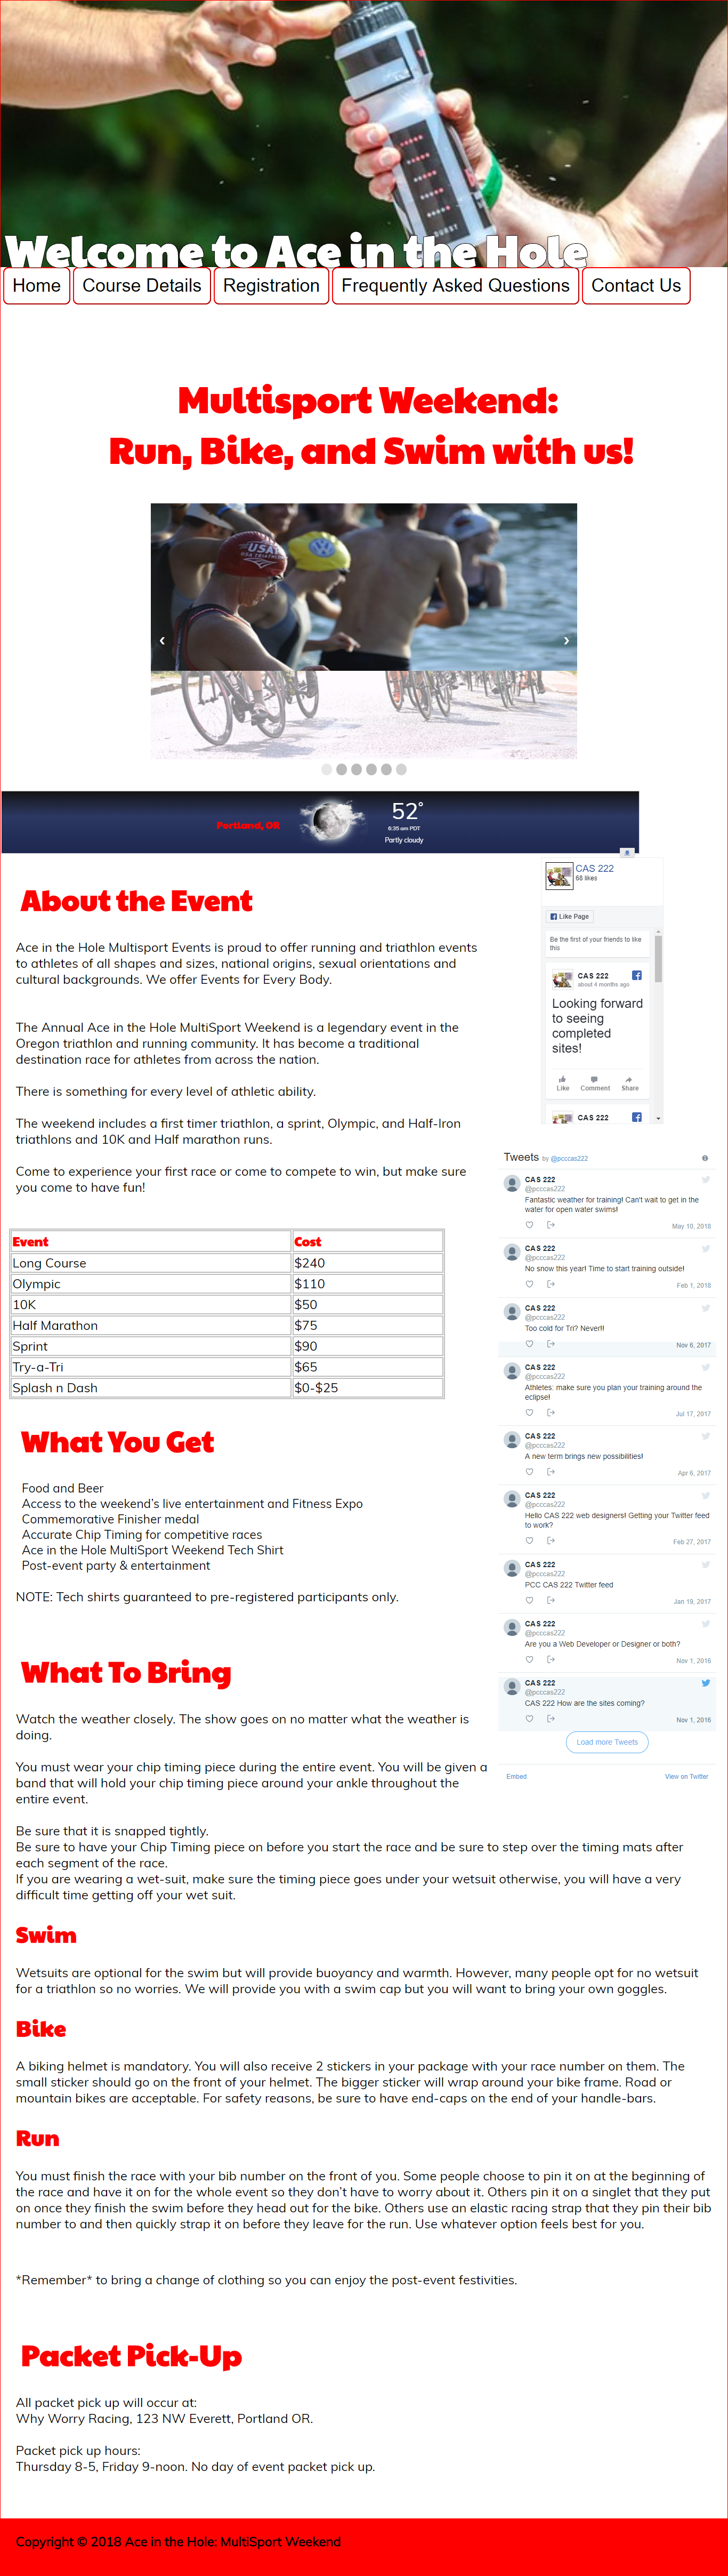 Welcome to Ace in the Hole
Home
Course Details
Registration
Frequently Asked Questions
Contact Us
Multisport Weekend:
Run, Bike, and Swim with us!
USA
Portland, OR
52°
6:35 am PDT
Partly cloudy
About the Event
Ace in the Hole Multisport Events is proud to offer running and triathlon events
to athletes of all shapes and sizes, national origins, sexual orientations and
cultural backgrounds. We offer Events for Every Body.
The Annual Ace in the Hole MultiSport Weekend is a legendary event in the
Oregon triathlon and running community. It has become a traditional
destination race for athletes from across the nation.
There is something for every level of athletic ability.
The weekend includes a first timer triathlon, a sprint, Olympic, and Half-Iron
triathlons and 10K and Half marathon runs.
Come to experience your first race or come to compete to win, but make sure
you come to have fun!
Event Cost
Long Course $240
Olympic $110
10K $50
Half Marathon $75
Sprint $90
Try-a-Tri $65
Splash n Dash $0-$25
What You Get
Food and Beer
Access to the weekend's live entertainment and Fitness Expo
Commemorative Finisher medal
Accurate Chip Timing for competitive races
Ace in the Hole MultiSport Weekend Tech Shirt
Post-event party & entertainment
NOTE: Tech shirts guaranteed to pre-registered participants only.
CAS 222
68 likes
Like Page
Be the first of your friends to like
this
CAS 222
about 4 months ago
Looking forward
to seeing
completed
sites!
Like Comment Share
CAS 222
Tweets by @pcccas222
CAS 222
@pcccas222
Fantastic weather for training! Can't wait to get in the
water for open water swims!
May 10, 2018
CAS 222
@pcccas222
No snow this year! Time to start training outside!
Feb 1, 2018
CAS 222
@pcccas222
Too cold for Tri? Never!!
Nov 6, 2017
CAS 222
@pcccas222
Athletes: make sure you plan your training around the
eclipse!
Jul 17, 2017
CAS 222
@pcccas222
A new term brings new possibilities!
Apr 6, 2017
CAS 222
@pcccas222
Hello CAS 222 web designers! Getting your Twitter feed
to work?
Feb 27, 2017
CAS 222
@pcccas222
PCC CAS 222 Twitter feed
Jan 19, 2017
CAS 222
@pcccas222
Are you a Web Developer or Designer or both?
Nov 1, 2016
CAS 222
@pcccas222
CAS 222 How are the sites coming?
Nov 1, 2016
Load more Tweets
Embed
View on Twitter
What To Bring
Watch the weather closely. The show goes on no matter what the weather is
doing.
You must wear your chip timing piece during the entire event. You will be given a
band that will hold your chip timing piece around your ankle throughout the
entire event.
Be sure that it is snapped tightly.
Be sure to have your Chip Timing piece on before you start the race and be sure to step over the timing mats after
each segment of the race.
If you are wearing a wet-suit, make sure the timing piece goes under your wetsuit otherwise, you will have a very
difficult time getting off your wet suit.
Swim
Wetsuits are optional for the swim but will provide buoyancy and warmth. However, many people opt for no wetsuit
for a triathlon so no worries. We will provide you with a swim cap but you will want to bring your own goggles.
Bike
A biking helmet is mandatory. You will also receive 2 stickers in your package with your race number on them. The
small sticker should go on the front of your helmet. The bigger sticker will wrap around your bike frame. Road or
mountain bikes are acceptable. For safety reasons, be sure to have end-caps on the end of your handle-bars.
Run
You must finish the race with your bib number on the front of you. Some people choose to pin it on at the beginning of
the race and have it on for the whole event so they don't have to worry about it. Others pin it on a singlet that they put
on once they finish the swim before they head out for the bike. Others use an elastic racing strap that they pin their bib
number to and then quickly strap it on before they leave for the run. Use whatever option feels best for you.
*Remember* to bring a change of clothing so you can enjoy the post-event festivities.
Packet Pick-Up
All packet pick up will occur at:
Why Worry Racing, 123 NW Everett, Portland OR.
Packet pick up hours:
Thursday 8-5, Friday 9-noon. No day of event packet pick up.
Copyright © 2018 Ace in the Hole: MultiSport Weekend